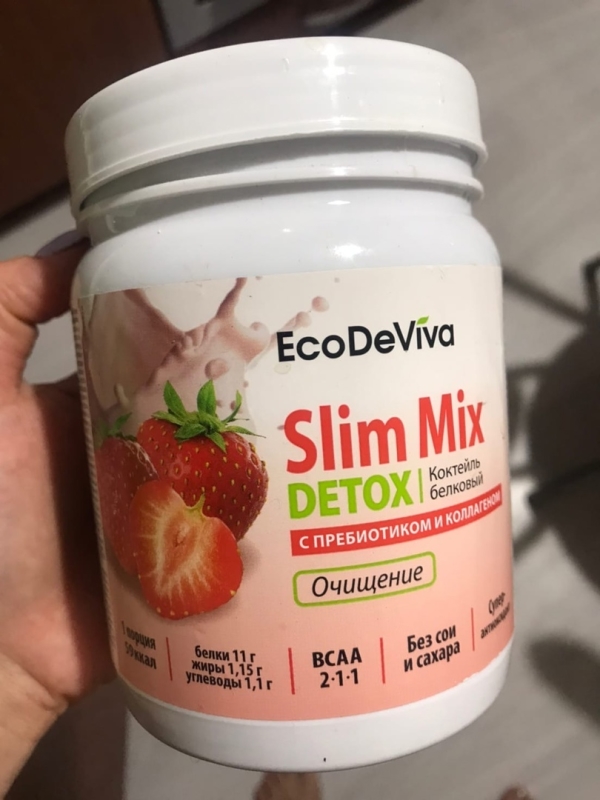 EcoDeViva
Slim Mix
DETOX
Коктейль
белковый
С ПРЕБИОТИКОМ И КОЛЛАГЕНОМ
Очищение
1 порция
59 ккал
белки 11 г
жиры 1,15 г
углеводы 1,1 г
BCAA
2·1·1
Без сои
и сахара
Супер-